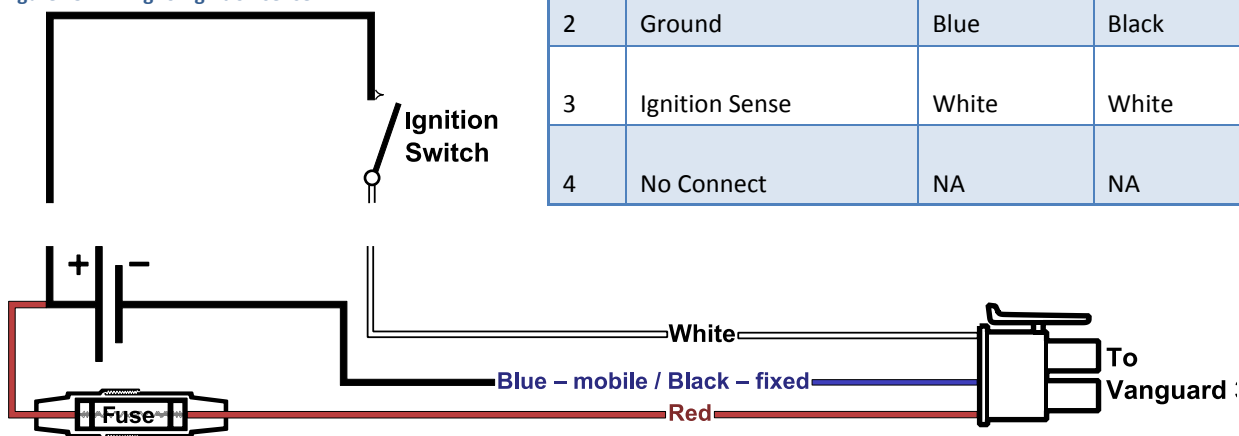 2 Ground Blue Black
3 Ignition Sense White White
4 No Connect NA NA
Ignition
Switch
+ –
White
Blue – mobile / Black – fixed
Red
Fuse
To
Vanguard